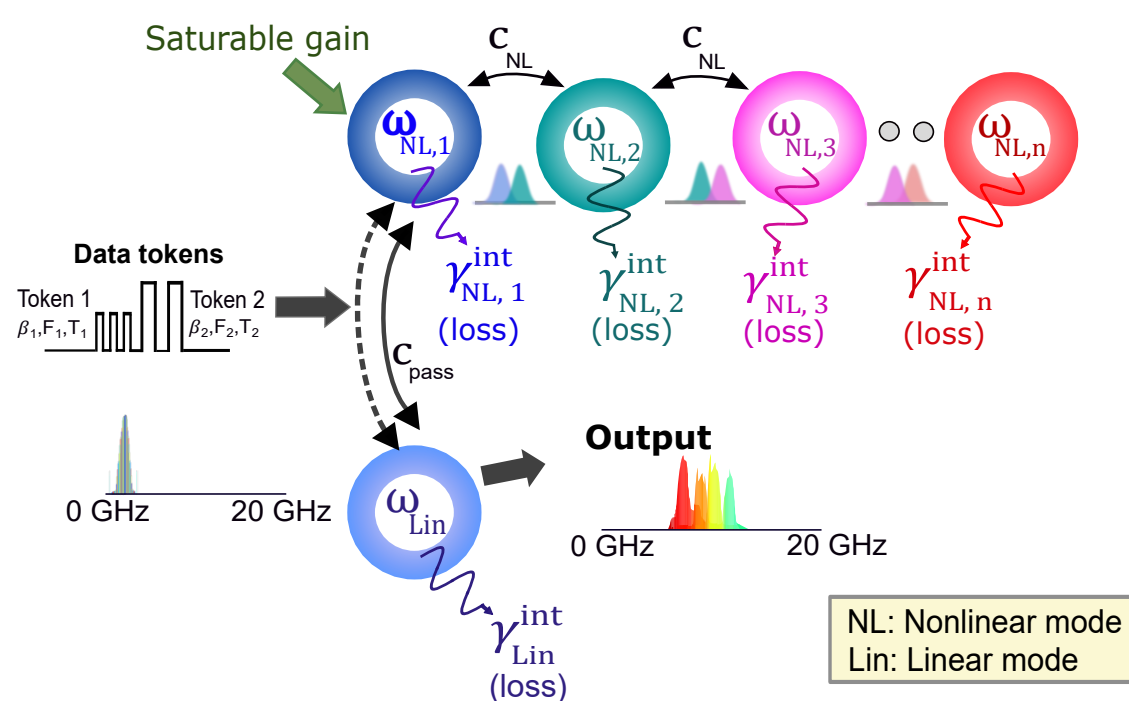 Saturable gain
C NL
C NL
ω NL,1
ω NL,2
ω NL,3
ω NL,n
γ int NL, 1
(loss)
γ int NL, 2
(loss)
γ int NL, 3
(loss)
γ int NL, n
(loss)
Data tokens
Token 1
β₁,F₁,T₁
Token 2
β₂,F₂,T₂
C pass
0 GHz
20 GHz
ω Lin
γ int Lin
(loss)
Output
0 GHz
20 GHz
NL: Nonlinear mode
Lin: Linear mode